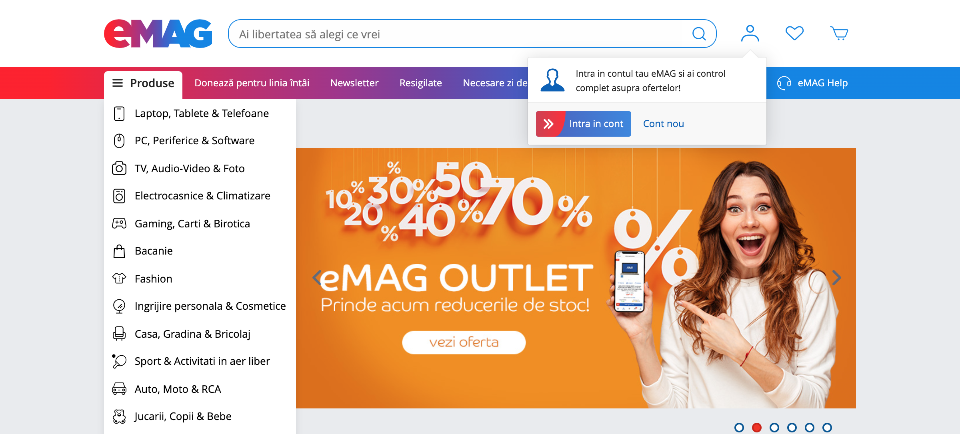 eMAG
Ai libertatea să alegi ce vrei
Intra in contul tau eMAG si ai control
complet asupra ofertelor!
Intra in cont
Cont nou
Produse
Donează pentru linia întâi
Newsletter
Resigilate
Necesare zi de
eMAG Help
Laptop, Tablete & Telefoane
PC, Periferice & Software
TV, Audio-Video & Foto
Electrocasnice & Climatizare
Gaming, Carti & Birotica
Bacanie
Fashion
Ingrijire personala & Cosmetice
Casa, Gradina & Bricolaj
Sport & Activitati in aer liber
Auto, Moto & RCA
Jucarii, Copii & Bebe
10% 30% 50% 70%
20% 40% %
eMAG OUTLET
Prinde acum reducerile de stoc!
vezi oferta